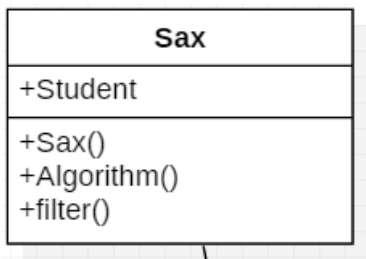 Sax
+Student
+Sax()
+Algorithm()
+filter()